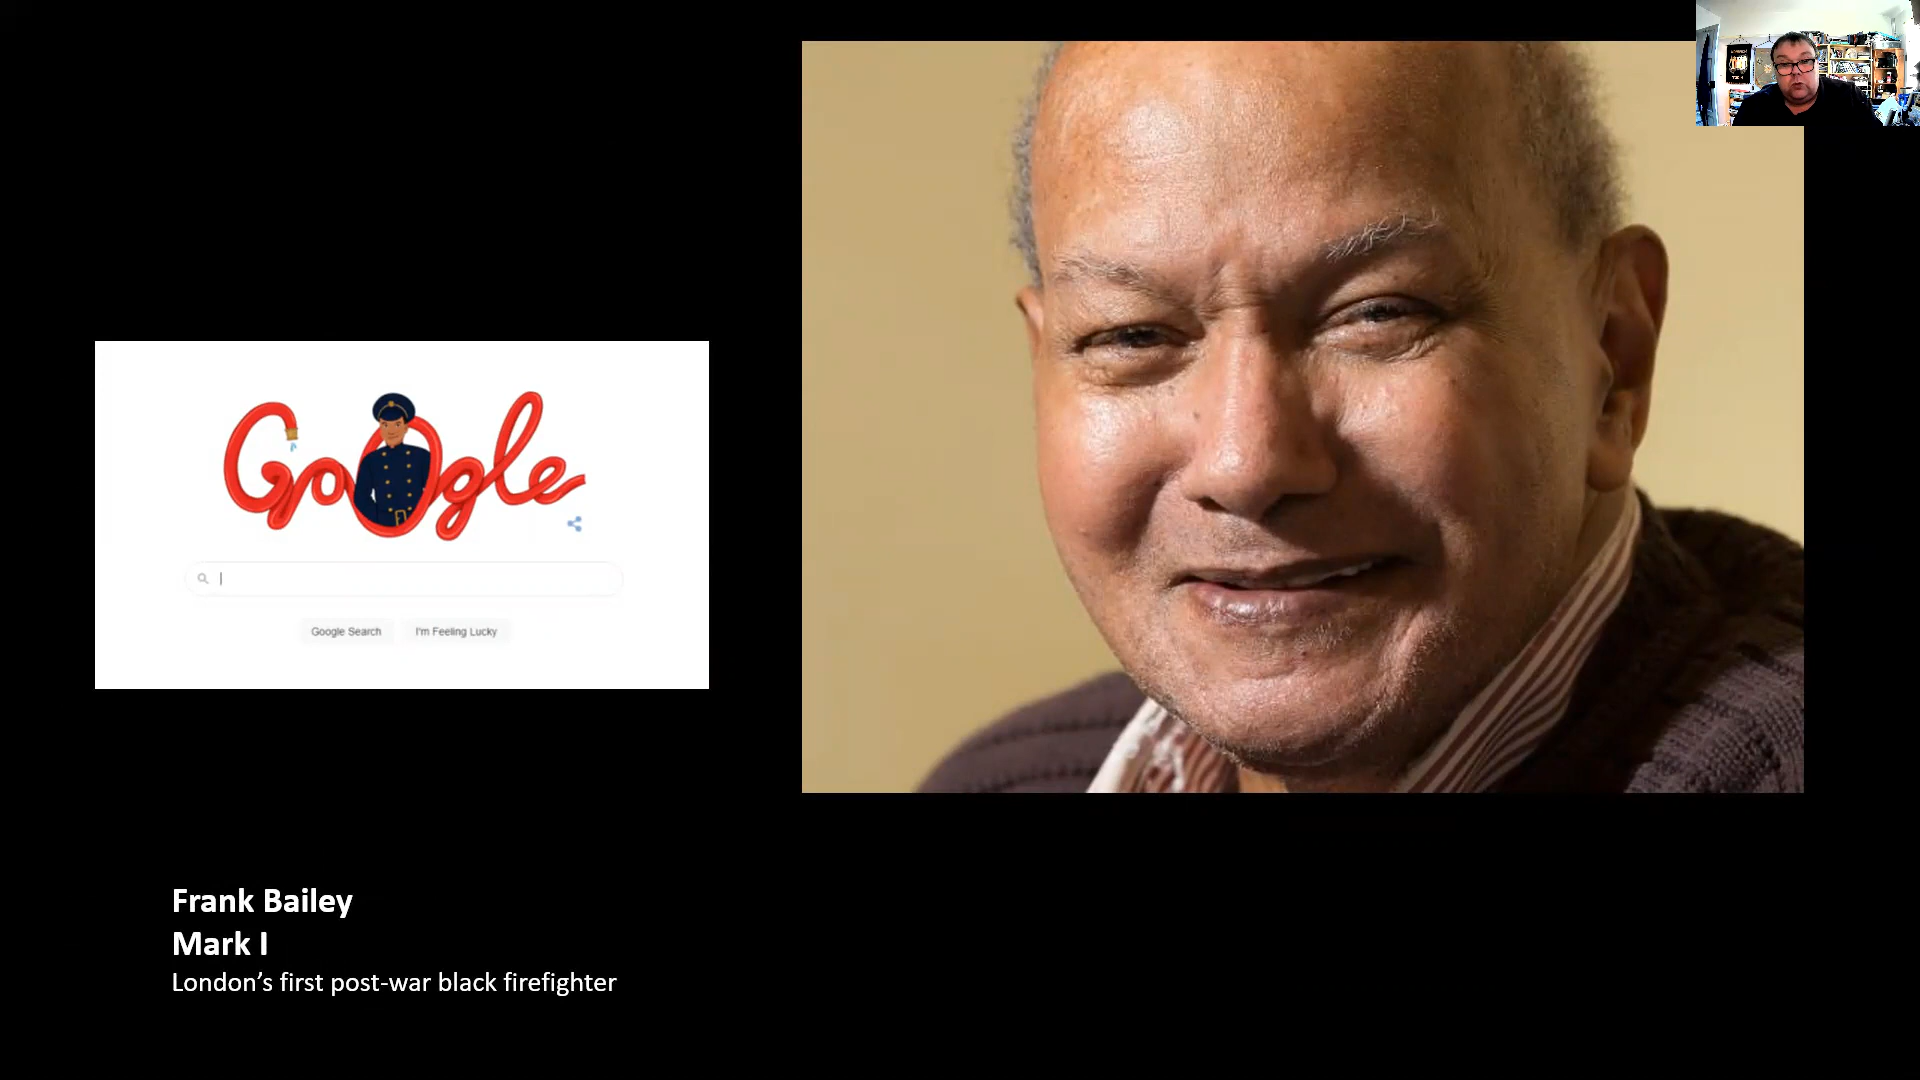 Google
Google Search
I'm Feeling Lucky
Frank Bailey
Mark I
London's first post-war black firefighter